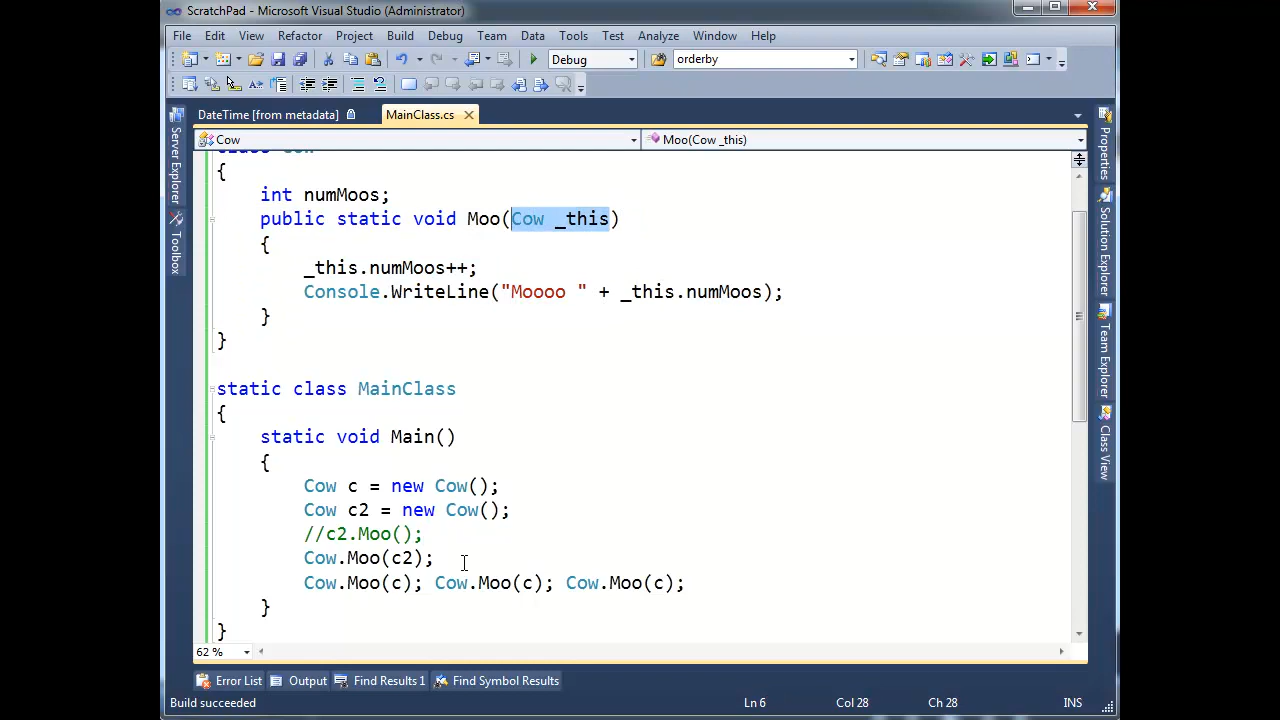 ScratchPad - Microsoft Visual Studio (Administrator)
File Edit View Refactor Project Build Debug Team Data Tools Test Analyze Window Help
Debug orderby
DateTime [from metadata] MainClass.cs
Cow Moo(Cow _this)
class Cow
{
int numMoos;
public static void Moo(Cow _this)
{
_this.numMoos++;
Console.WriteLine("Moooo " + _this.numMoos);
}
}
static class MainClass
{
static void Main()
{
Cow c = new Cow();
Cow c2 = new Cow();
//c2.Moo();
Cow.Moo(c2);
Cow.Moo(c); Cow.Moo(c); Cow.Moo(c);
}
}
62 %
Server Explorer
Toolbox
Properties
Solution Explorer
Team Explorer
Class View
Error List Output Find Results 1 Find Symbol Results
Build succeeded Ln 6 Col 28 Ch 28 INS